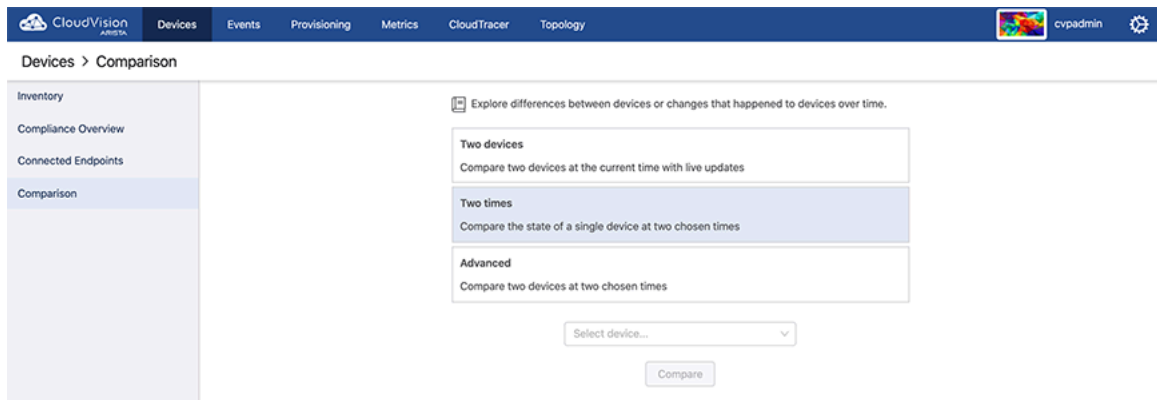 CloudVision
ARISTA
Devices
Events
Provisioning
Metrics
CloudTracer
Topology
cvpadmin
Devices > Comparison
Inventory
Compliance Overview
Connected Endpoints
Comparison
Explore differences between devices or changes that happened to devices over time.
Two devices
Compare two devices at the current time with live updates
Two times
Compare the state of a single device at two chosen times
Advanced
Compare two devices at two chosen times
Select device...
Compare